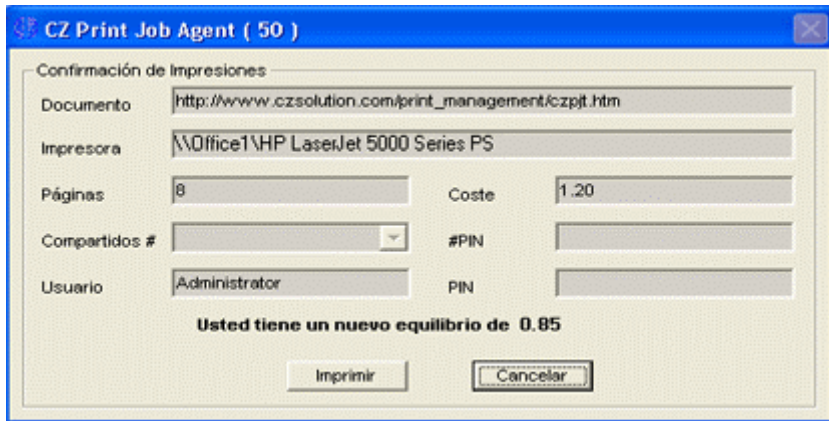 CZ Print Job Agent ( 50 )
Confirmación de Impresiones
Documento http://www.czsolution.com/print_management/czpjt.htm
Impresora \\Office1\HP LaserJet 5000 Series PS
Páginas 8 Coste 1.20
Compartidos # #PIN
Usuario Administrator PIN
Usted tiene un nuevo equilibrio de 0.85
Imprimir Cancelar